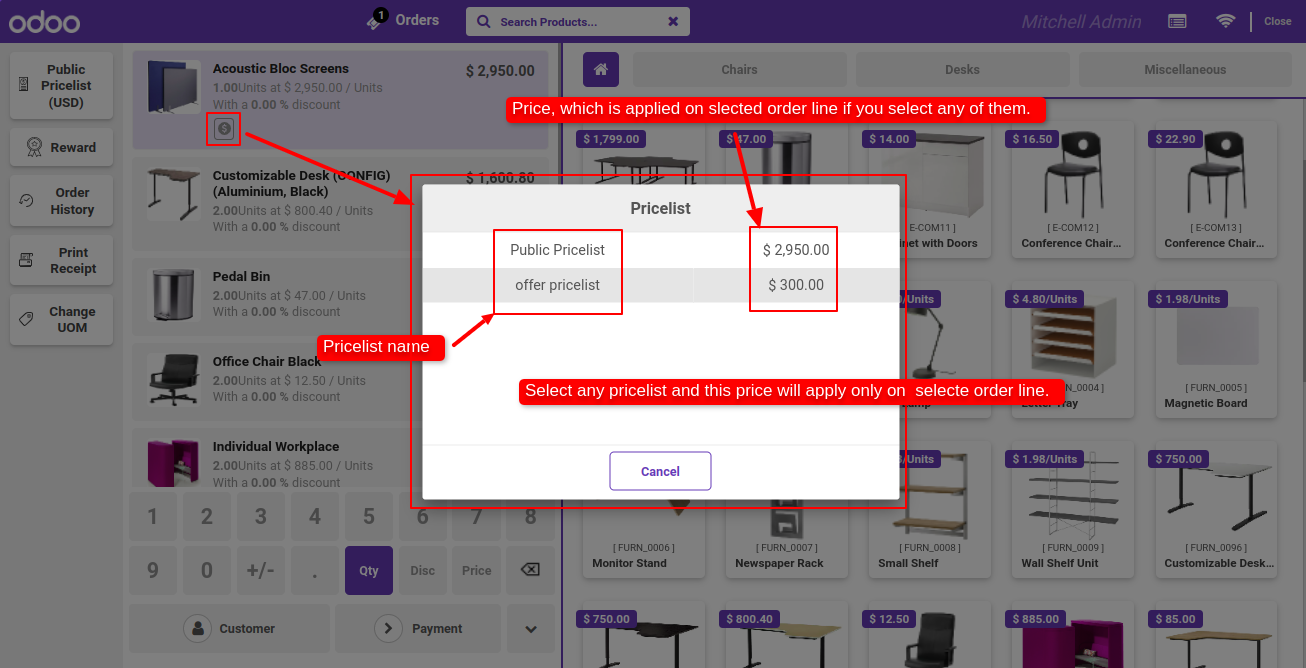 odoo
1
Orders
Search Products...
Mitchell Admin
Close
Public
Pricelist
(USD)
Reward
Order
History
Print
Receipt
Change
UOM
Acoustic Bloc Screens
$ 2,950.00
1.00Units at $ 2,950.00 / Units
With a 0.00 % discount
Customizable Desk (CONFIG)
(Aluminium, Black)
$ 1,600.80
2.00Units at $ 800.40 / Units
With a 0.00 % discount
Pedal Bin
2.00Units at $ 47.00 / Units
With a 0.00 % discount
Office Chair Black
2.00Units at $ 12.50 / Units
With a 0.00 % discount
Individual Workplace
2.00Units at $ 885.00 / Units
With a 0.00 % discount
1 2 3 4 5 6 7 8
9 0 +/- . Qty Disc Price
Customer
Payment
Chairs
Desks
Miscellaneous
Price, which is applied on slected order line if you select any of them.
$ 1,799.00
$ 47.00
$ 14.00
$ 16.50
$ 22.90
E-COM11 ]
[ E-COM12 ]
[ E-COM13 ]
inet with Doors
Conference Chair...
Conference Chair...
Pricelist
Public Pricelist
$ 2,950.00
offer pricelist
$ 300.00
Pricelist name
Select any pricelist and this price will apply only on  selecte order line.
Cancel
/Units
$ 4.80/Units
$ 1.98/Units
_0004 ]
[ FURN_0005 ]
Letter Tray
Magnetic Board
/Units
$ 1.98/Units
$ 750.00
[ FURN_0006 ]
[ FURN_0007 ]
[ FURN_0008 ]
[ FURN_0009 ]
[ FURN_0096 ]
Monitor Stand
Newspaper Rack
Small Shelf
Wall Shelf Unit
Customizable Desk...
$ 750.00
$ 800.40
$ 12.50
$ 885.00
$ 85.00